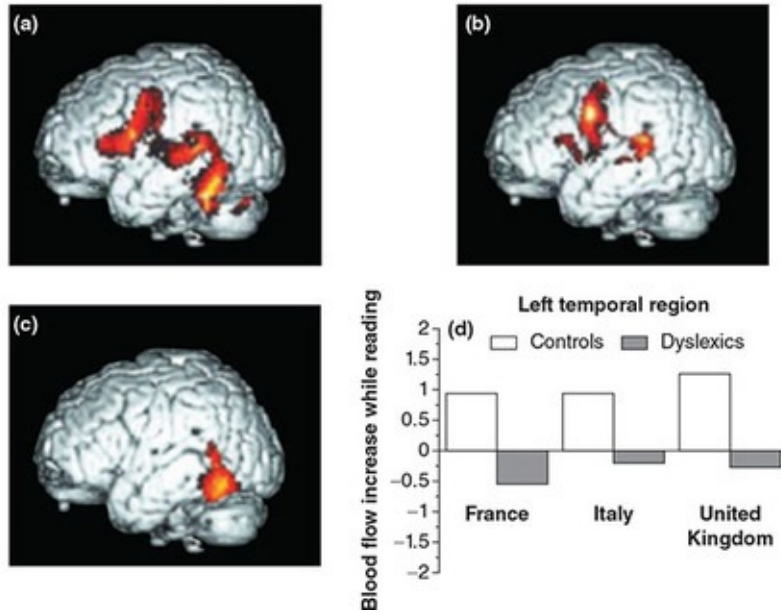 (a)
(b)
(c)
Left temporal region
(d)
Controls
Dyslexics
Blood flow increase while reading
2
1.5
1
0.5
0
−0.5
−1
−1.5
−2
France
Italy
United
Kingdom